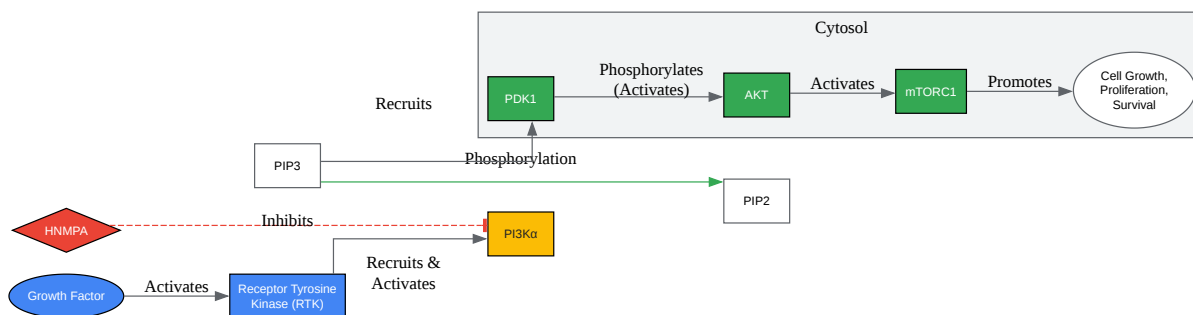 Cytosol
Phosphorylates
(Activates)
Activates
Promotes
PDK1
AKT
mTORC1
Cell Growth,
Proliferation,
Survival
Recruits
PIP3
Phosphorylation
PIP2
HNMPA
Inhibits
PI3Kα
Recruits &
Activates
Growth Factor
Activates
Receptor Tyrosine
Kinase (RTK)